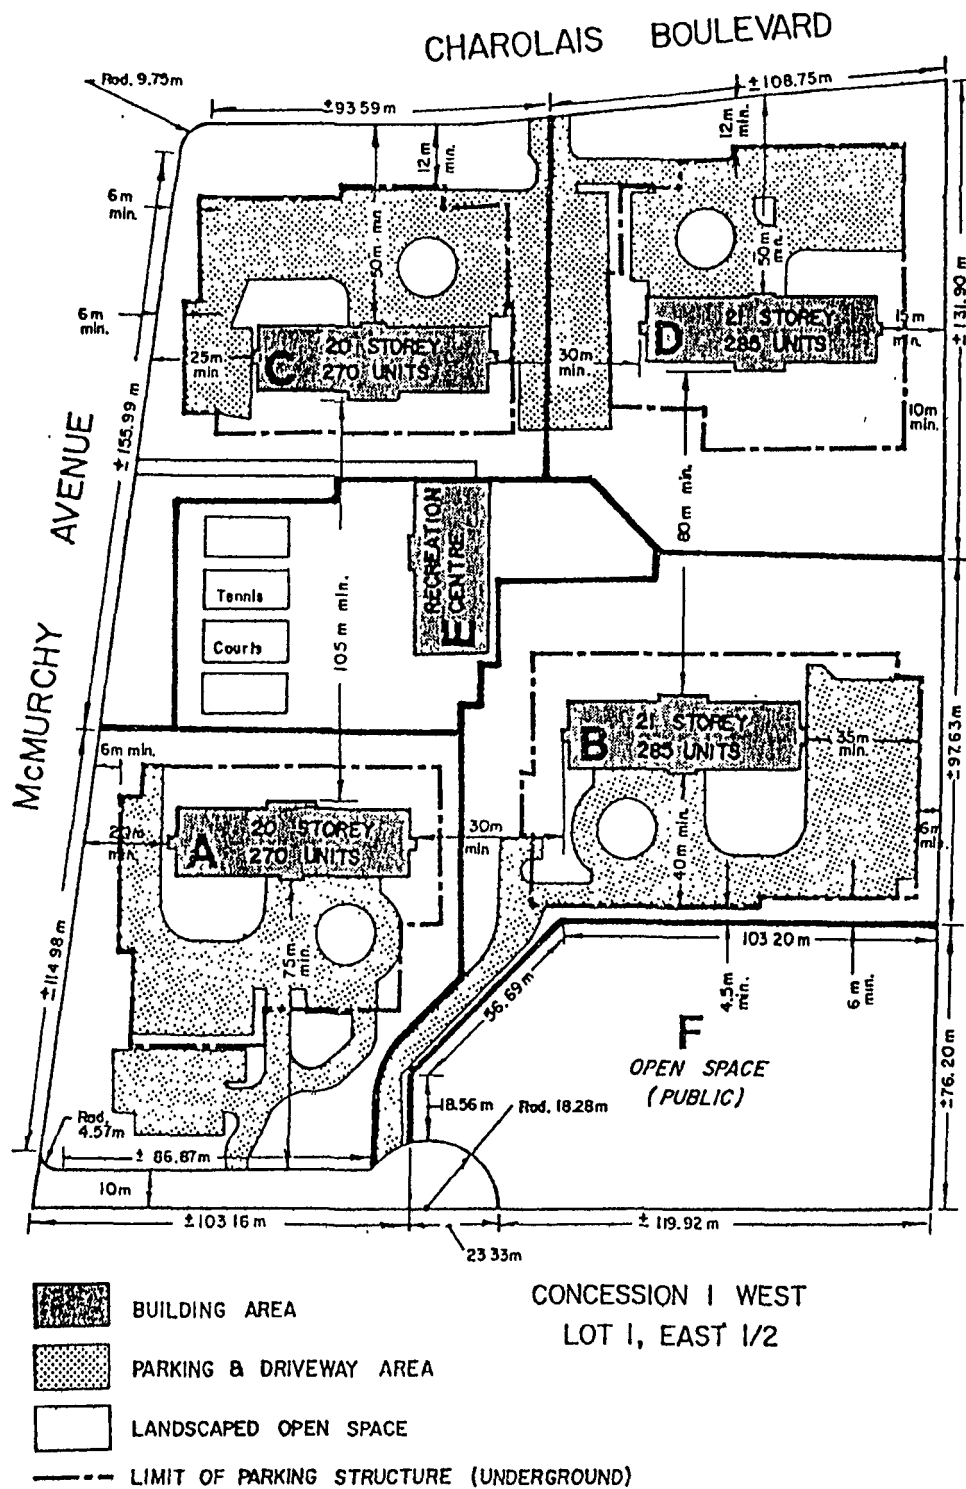 CHAROLAIS BOULEVARD
Rad. 9.75m
±93.59m
±108.75m
12m
min.
12m
min.
6m
min.
50m min.
50m min.
±131.90m
6m
min.
25m
min
C
20 STOREY
270 UNITS
30m
min.
D
21 STOREY
285 UNITS
15m
min.
10m
min.
±155.99m
McMURCHY AVENUE
80m min.
RECREATION
CENTRE
E
Tennis
Courts
105m min.
6m min.
B
21 STOREY
285 UNITS
35m
min.
±97.63m
20m
min.
A
20 STOREY
270 UNITS
30m
min
40m min.
6m
min.
±114.98m
75m
min.
103.20m
56.69m
4.5m
min.
6m
min.
F
OPEN SPACE
(PUBLIC)
±76.20m
18.56m
Rad. 18.28m
Rad.
4.57m
± 86.87m
10m
±103.16m
± 119.92m
23.33m
CONCESSION 1 WEST
LOT 1, EAST 1/2
BUILDING AREA
PARKING & DRIVEWAY AREA
LANDSCAPED OPEN SPACE
LIMIT OF PARKING STRUCTURE (UNDERGROUND)